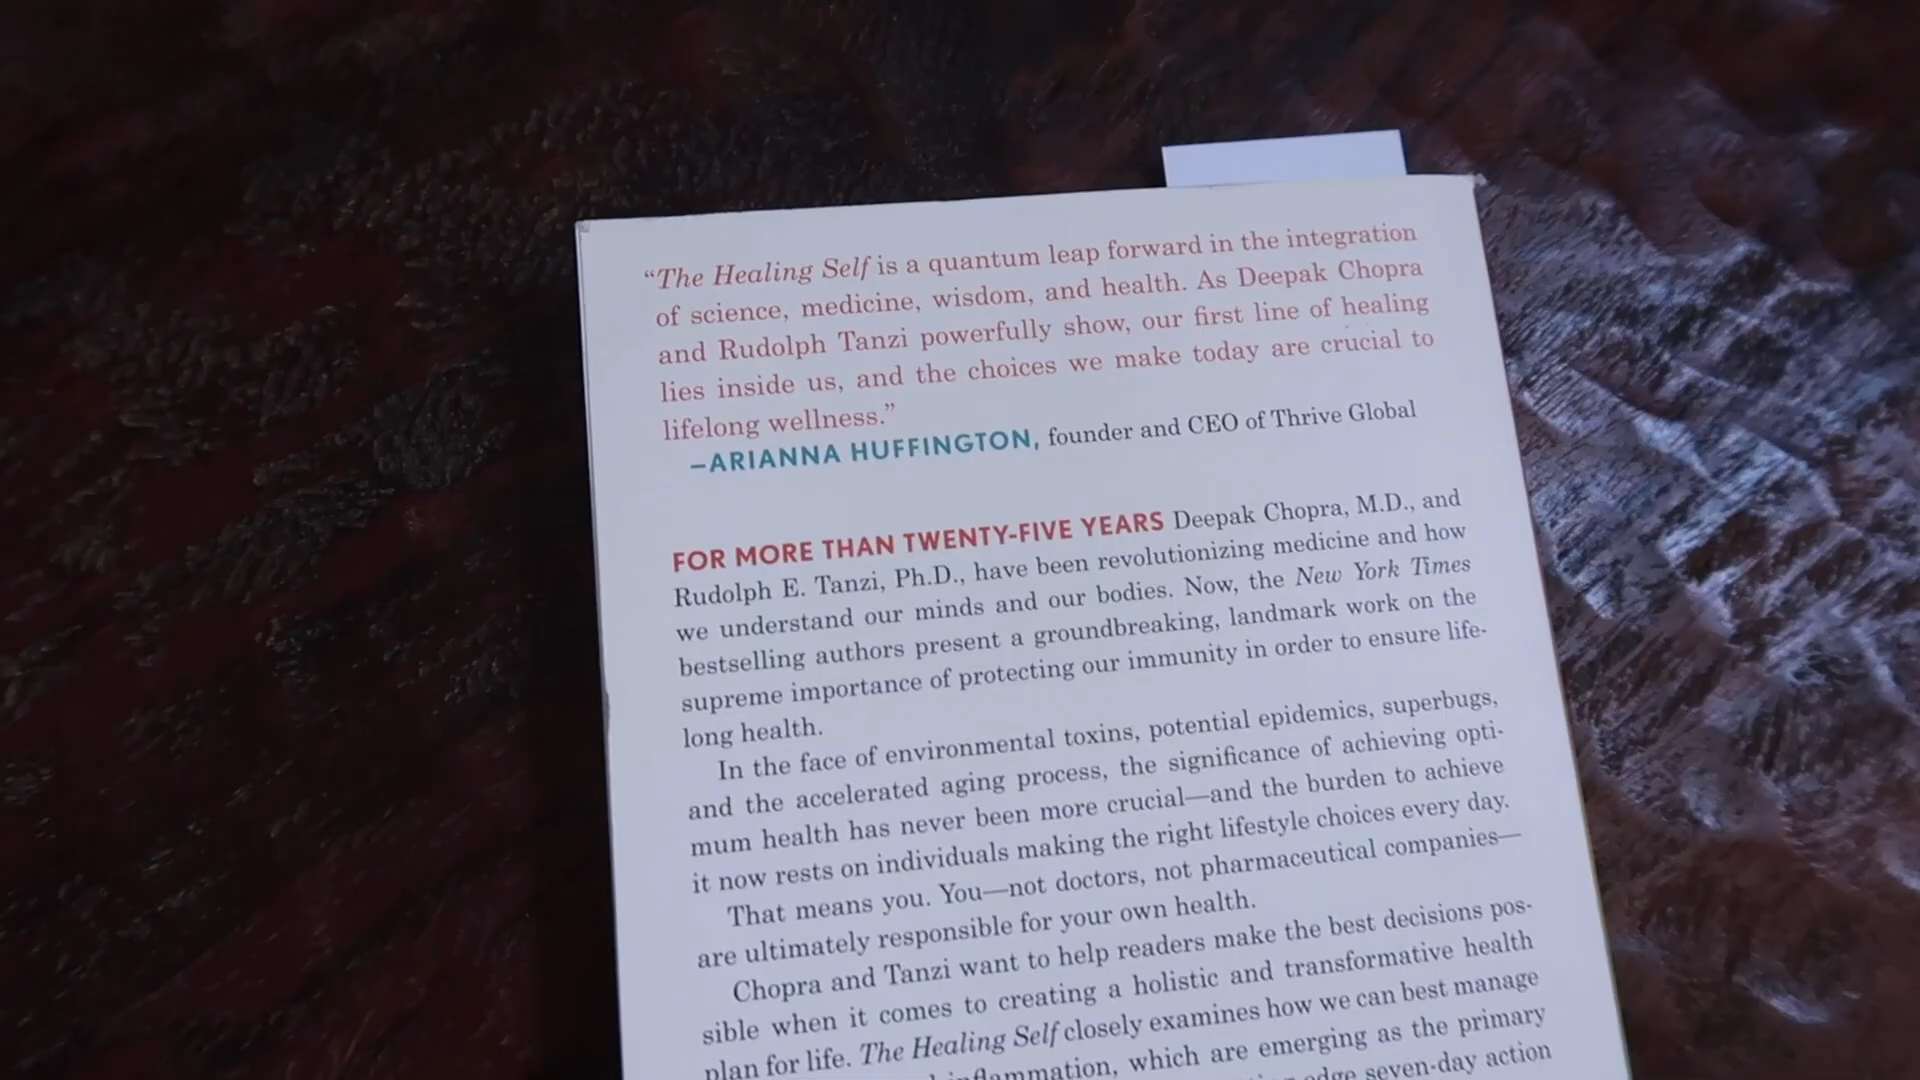 “The Healing Self is a quantum leap forward in the integration
of science, medicine, wisdom, and health. As Deepak Chopra
and Rudolph Tanzi powerfully show, our first line of healing
lies inside us, and the choices we make today are crucial to
lifelong wellness.”
—ARIANNA HUFFINGTON, founder and CEO of Thrive Global
FOR MORE THAN TWENTY-FIVE YEARS Deepak Chopra, M.D., and
Rudolph E. Tanzi, Ph.D., have been revolutionizing medicine and how
we understand our minds and our bodies. Now, the New York Times
bestselling authors present a groundbreaking, landmark work on the
supreme importance of protecting our immunity in order to ensure life-
long health.
In the face of environmental toxins, potential epidemics, superbugs,
and the accelerated aging process, the significance of achieving opti-
mum health has never been more crucial—and the burden to achieve
it now rests on individuals making the right lifestyle choices every day.
That means you. You—not doctors, not pharmaceutical companies—
are ultimately responsible for your own health.
Chopra and Tanzi want to help readers make the best decisions pos-
sible when it comes to creating a holistic and transformative health
plan for life. The Healing Self closely examines how we can best manage
inflammation, which are emerging as the primary
seven-day action